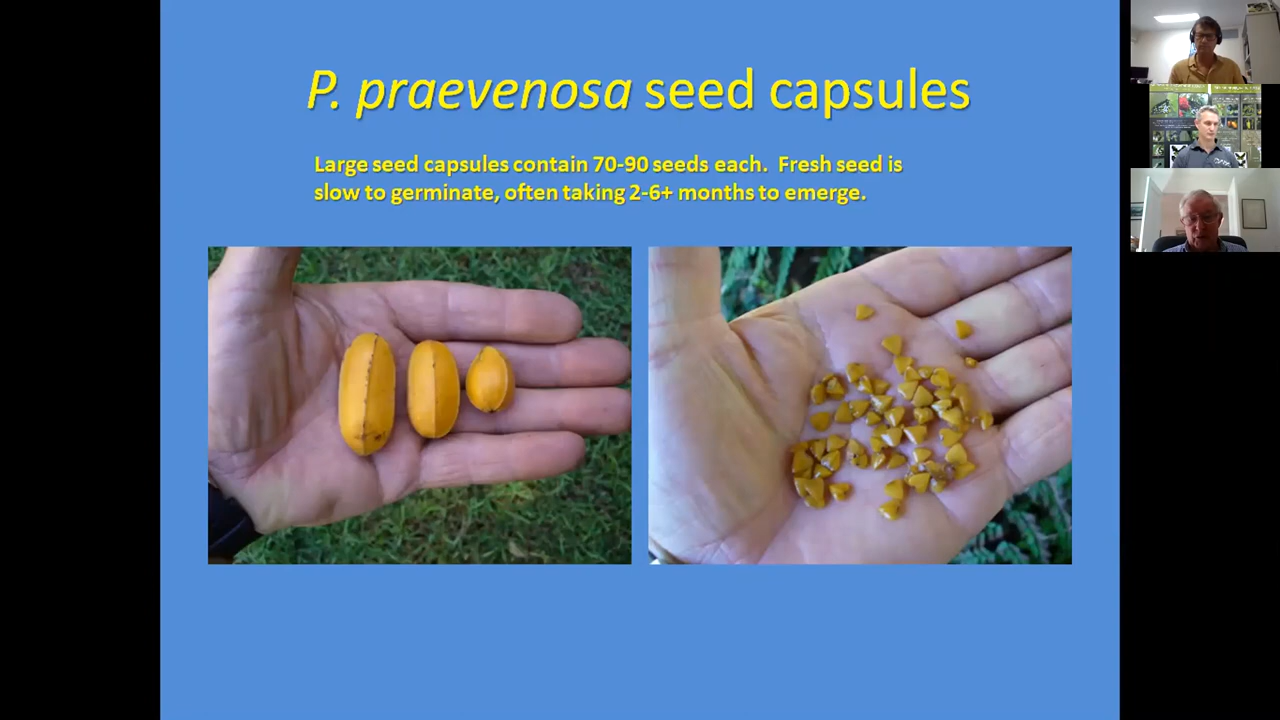 P. praevenosa seed capsules
Large seed capsules contain 70-90 seeds each.  Fresh seed is
slow to germinate, often taking 2-6+ months to emerge.